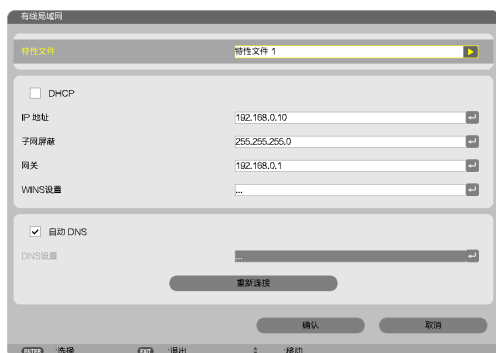 有线局域网
特性文件 特性文件 1
DHCP
IP 地址 192.168.0.10
子网屏蔽 255.255.255.0
网关 192.168.0.1
WINS设置 ...
自动 DNS
DNS设置 ...
重新连接
确认 取消
ENTER :选择 EXIT :退出 :移动